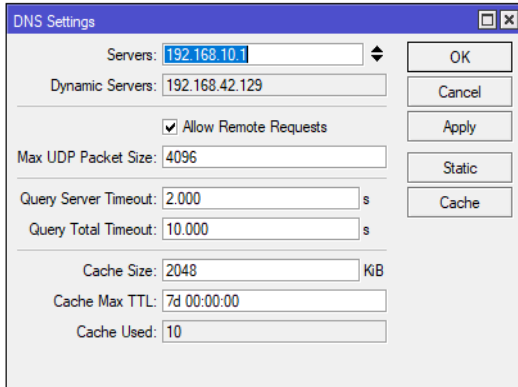 DNS Settings
Servers: 192.168.10.1 OK
Dynamic Servers: 192.168.42.129 Cancel
Allow Remote Requests Apply
Max UDP Packet Size: 4096
Static
Query Server Timeout: 2.000 s Cache
Query Total Timeout: 10.000 s
Cache Size: 2048 KiB
Cache Max TTL: 7d 00:00:00
Cache Used: 10